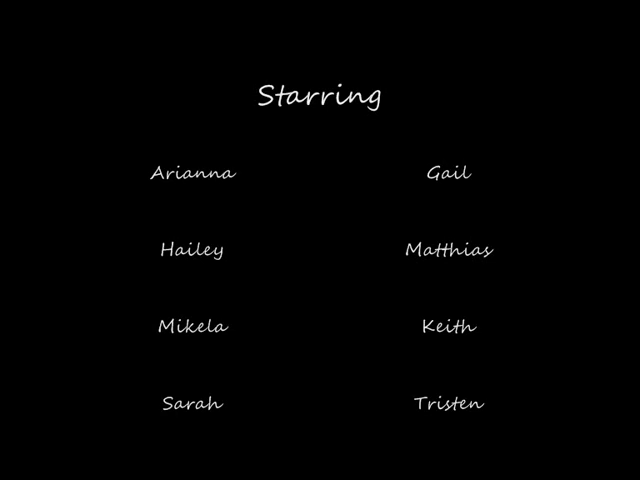 Starring
Arianna Gail
Hailey Matthias
Mikela Keith
Sarah Tristen